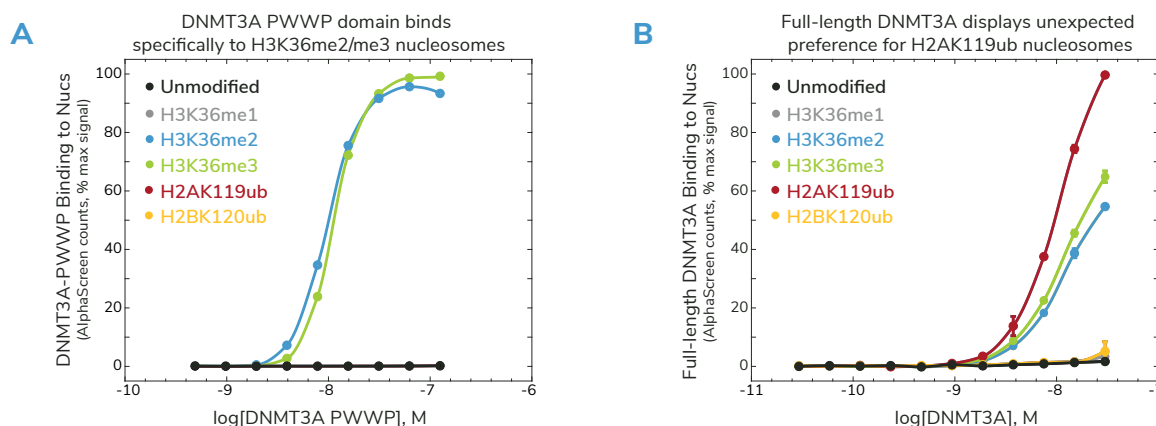 A
DNMT3A PWWP domain binds
specifically to H3K36me2/me3 nucleosomes
DNMT3A-PWWP Binding to Nucs
(AlphaScreen counts, % max signal)
100
80
60
40
20
0
Unmodified
H3K36me1
H3K36me2
H3K36me3
H2AK119ub
H2BK120ub
-10
-9
-8
-7
-6
log[DNMT3A PWWP], M
B
Full-length DNMT3A displays unexpected
preference for H2AK119ub nucleosomes
Full-length DNMT3A Binding to Nucs
(AlphaScreen counts, % max signal)
100
80
60
40
20
0
Unmodified
H3K36me1
H3K36me2
H3K36me3
H2AK119ub
H2BK120ub
-11
-10
-9
-8
-7
log[DNMT3A], M